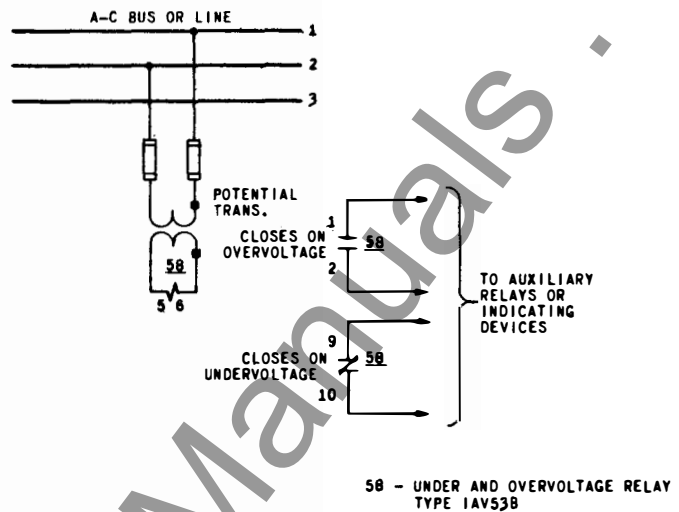 A-C BUS OR LINE
1
2
3
POTENTIAL
TRANS.
58
5 6
1
CLOSES ON
OVERVOLTAGE
58
2
9
CLOSES ON
UNDERVOLTAGE
58
10
TO AUXILIARY
RELAYS OR
INDICATING
DEVICES
58 - UNDER AND OVERVOLTAGE RELAY
TYPE IAV53B
Manuals.